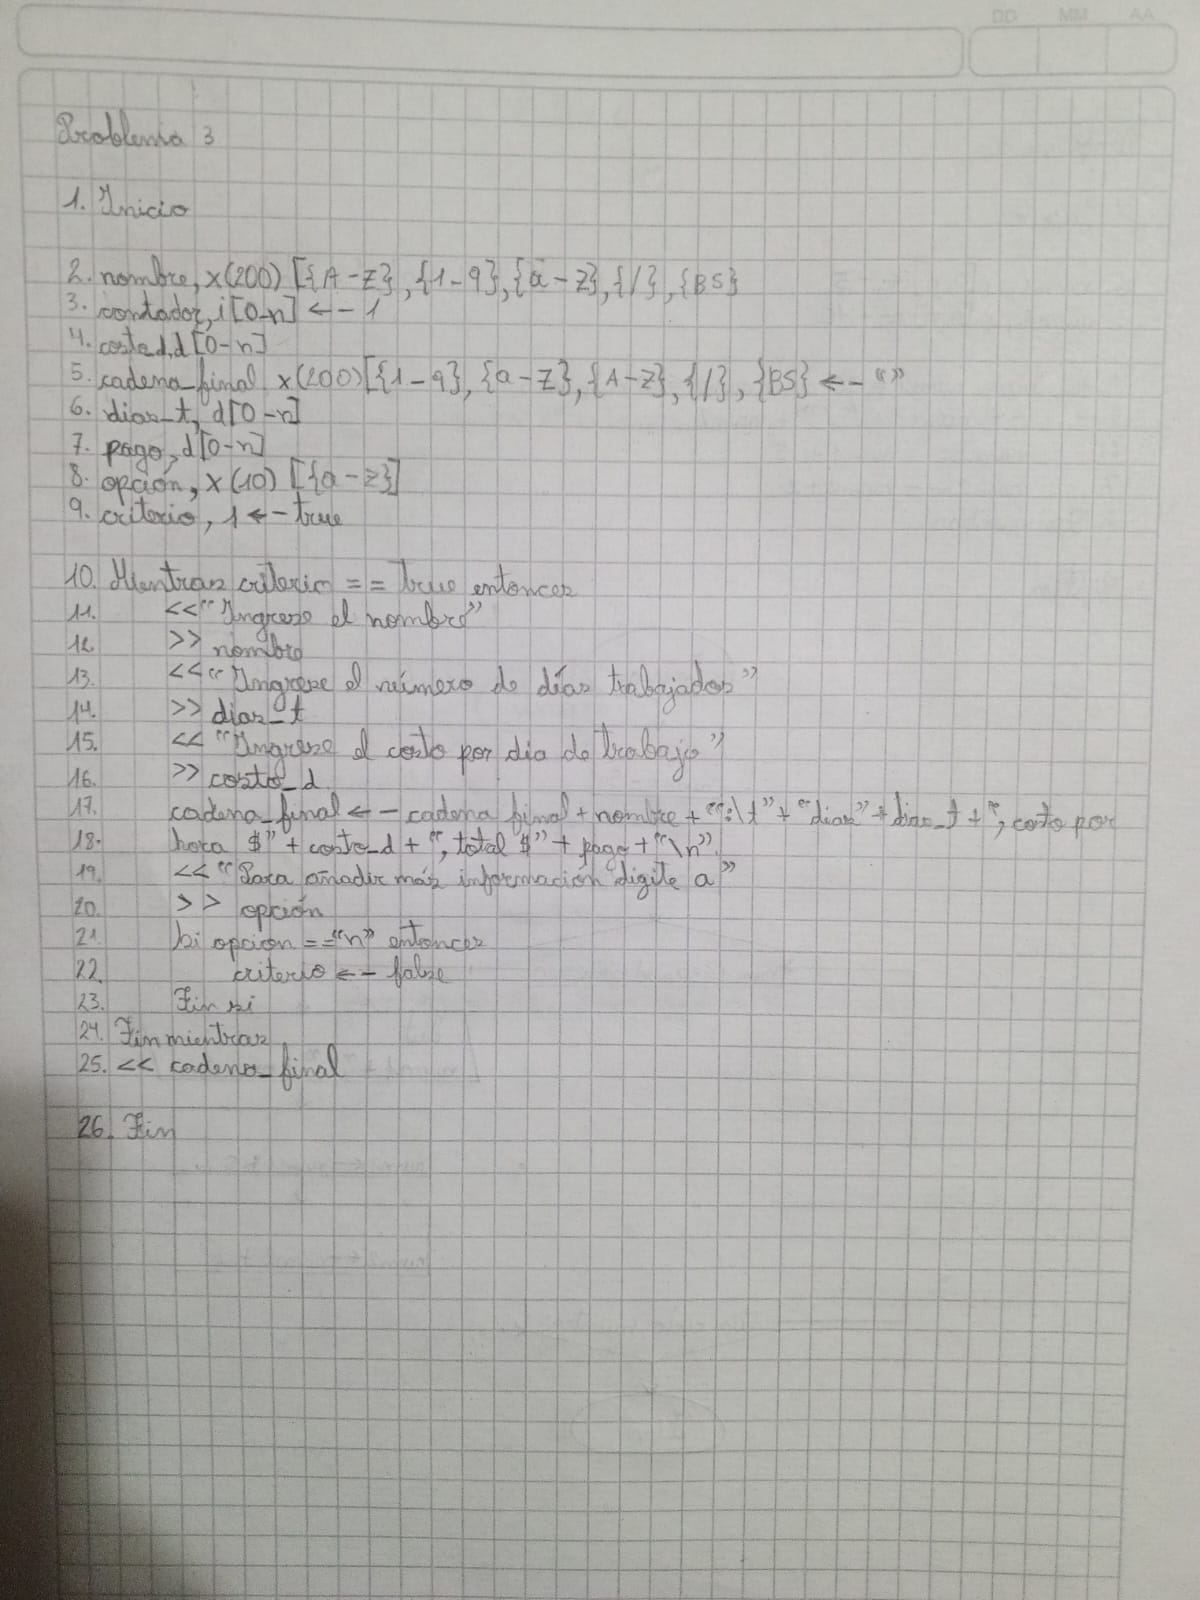 DD MM AA
Problema 3
1. Inicio
2. nombre, x(200) [{A-Z}, {1-9}, {a-z}, {/}, {BS}
3. contador, i [0-n] <-- 1
4. costo_d, d [0-n]
5. cadena_final, x(200) [{1-9}, {a-z}, {A-Z}, {/}, {BS} <-- “”
6. dias_t, d[0-n]
7. pago, d[0-n]
8. opción, x(10) [{a-z}]
9. criterio, 1 <-- true
10. Mientras criterio == true entonces
11. <<“Ingrese el nombre”
12. >> nombre
13. <<“Ingrese el número de días trabajados”
14. >> dias_t
15. << “Ingrese el costo por dia de trabajo”
16. >> costo_d
17. cadena_final <-- cadena final + nombre + “:\t” + “dias” + dias_t + “, coto por
18. hora $” + costo_d + “, total $” + pago + “\n”
19. << “Para añadir más información digite a”
20. >> opción
21. Si opcion == “n” entonces
22. criterio <-- false
23. Fin si
24. Fin mientras
25. << cadena_final
26. Fin